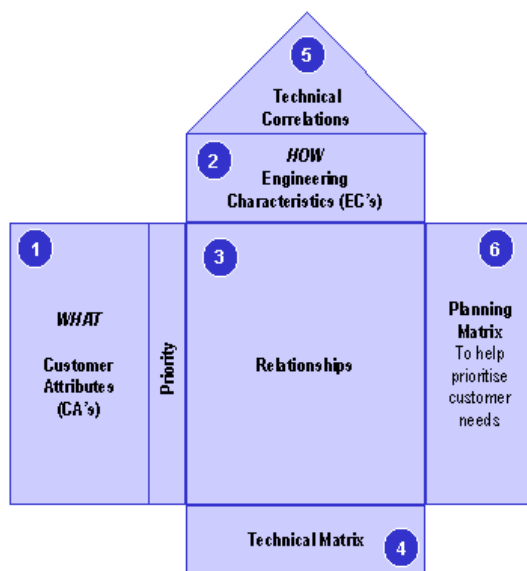 5
Technical
Correlations
2
HOW
Engineering
Characteristics (EC's)
1
WHAT
Customer
Attributes
(CA's)
Priority
3
Relationships
6
Planning
Matrix
To help
prioritise
customer
needs
Technical Matrix
4